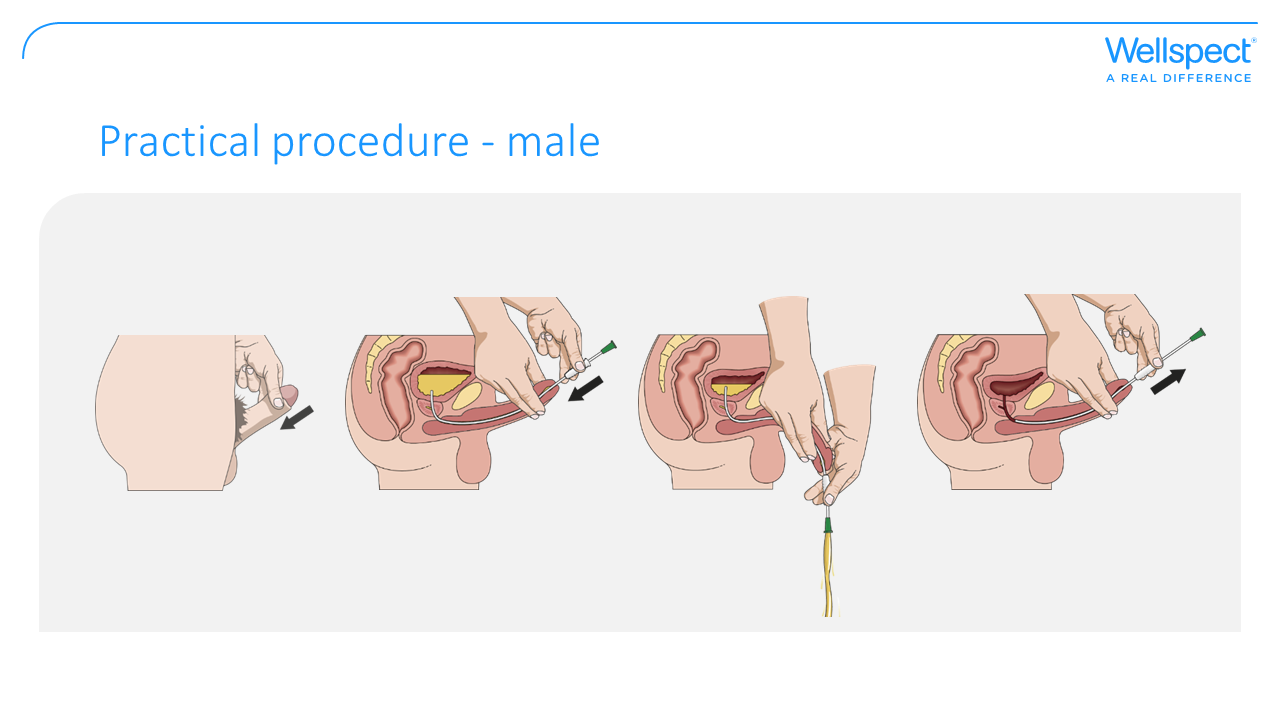 Wellspect®
A REAL DIFFERENCE
Practical procedure - male